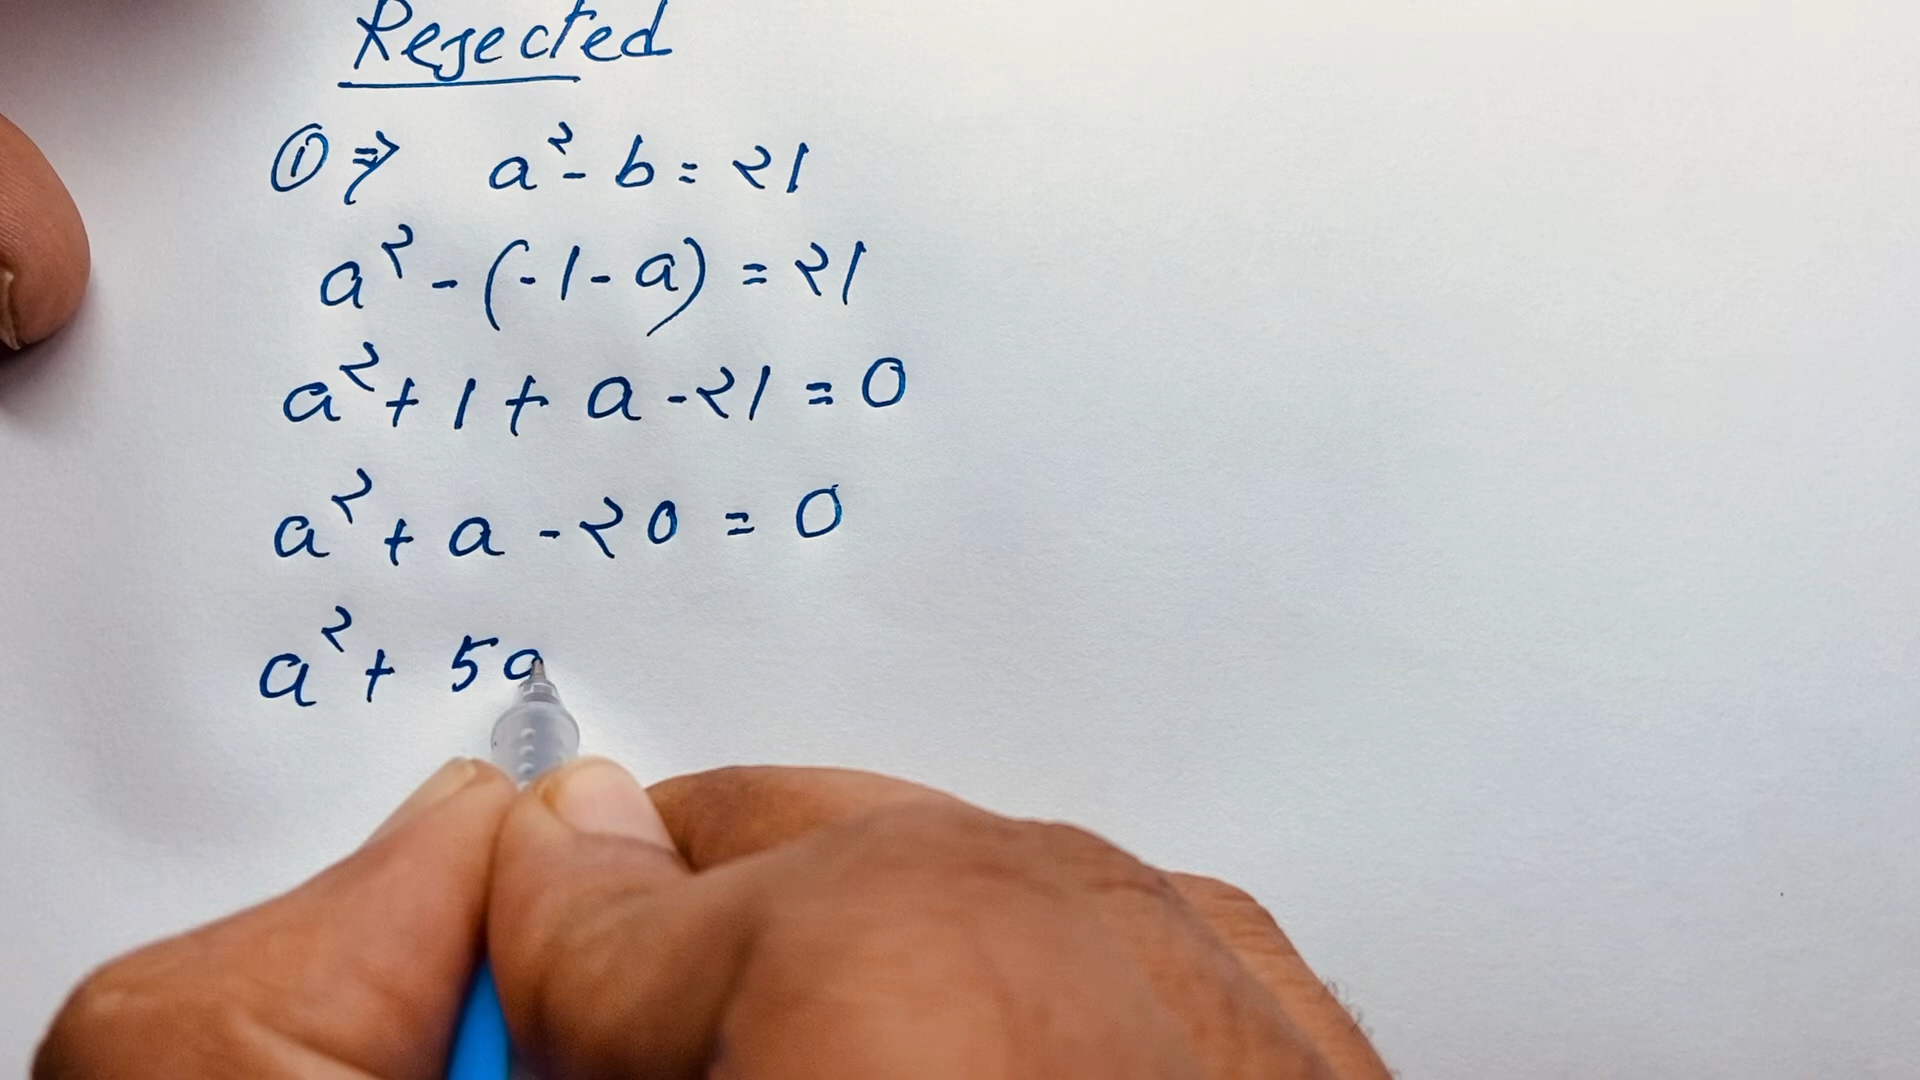 Rejected
① ⇒ a² - b = 21
a² - (-1 - a) = 21
a² + 1 + a - 21 = 0
a² + a - 20 = 0
a² + 5a